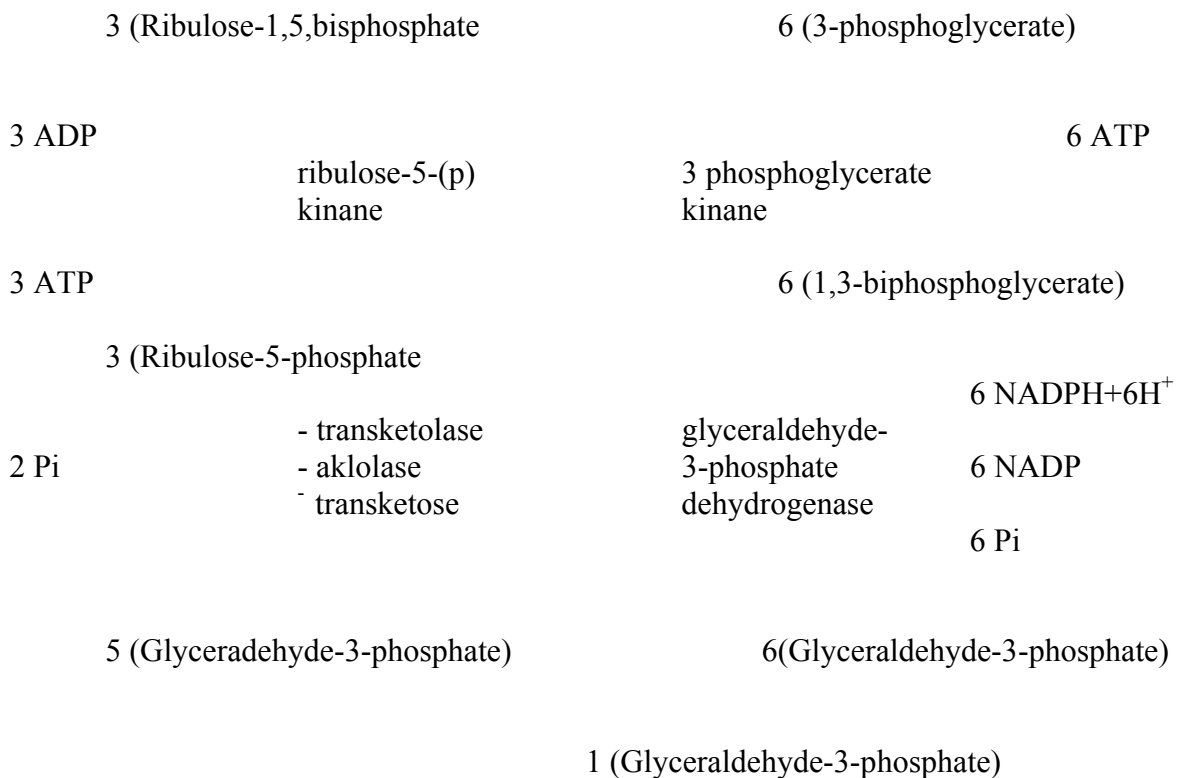 3 (Ribulose-1,5,bisphosphate 6 (3-phosphoglycerate)
3 ADP 6 ATP
ribulose-5-(p) 3 phosphoglycerate
kinane kinane
3 ATP 6 (1,3-biphosphoglycerate)
3 (Ribulose-5-phosphate
6 NADPH+6H⁺
- transketolase glyceraldehyde-
2 Pi - aklolase 3-phosphate 6 NADP
- transketose dehydrogenase
6 Pi
5 (Glyceradehyde-3-phosphate) 6(Glyceraldehyde-3-phosphate)
1 (Glyceraldehyde-3-phosphate)